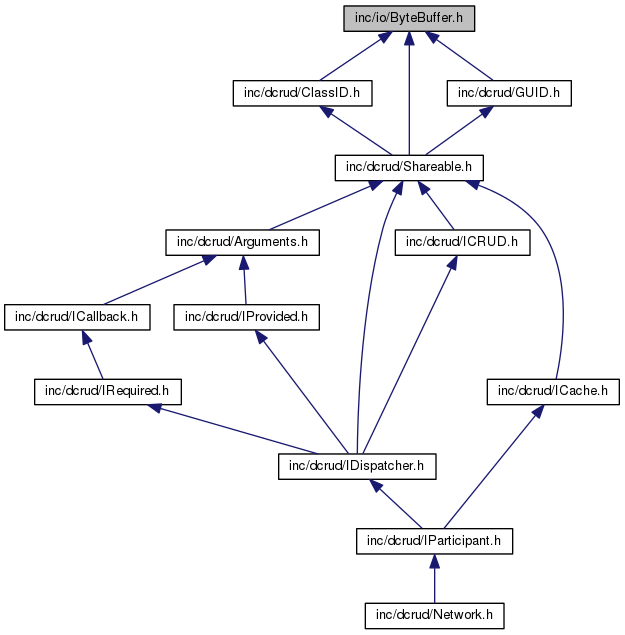 inc/io/ByteBuffer.h
inc/dcrud/ClassID.h
inc/dcrud/GUID.h
inc/dcrud/Shareable.h
inc/dcrud/Arguments.h
inc/dcrud/ICRUD.h
inc/dcrud/ICallback.h
inc/dcrud/IProvided.h
inc/dcrud/IRequired.h
inc/dcrud/ICache.h
inc/dcrud/IDispatcher.h
inc/dcrud/IParticipant.h
inc/dcrud/Network.h